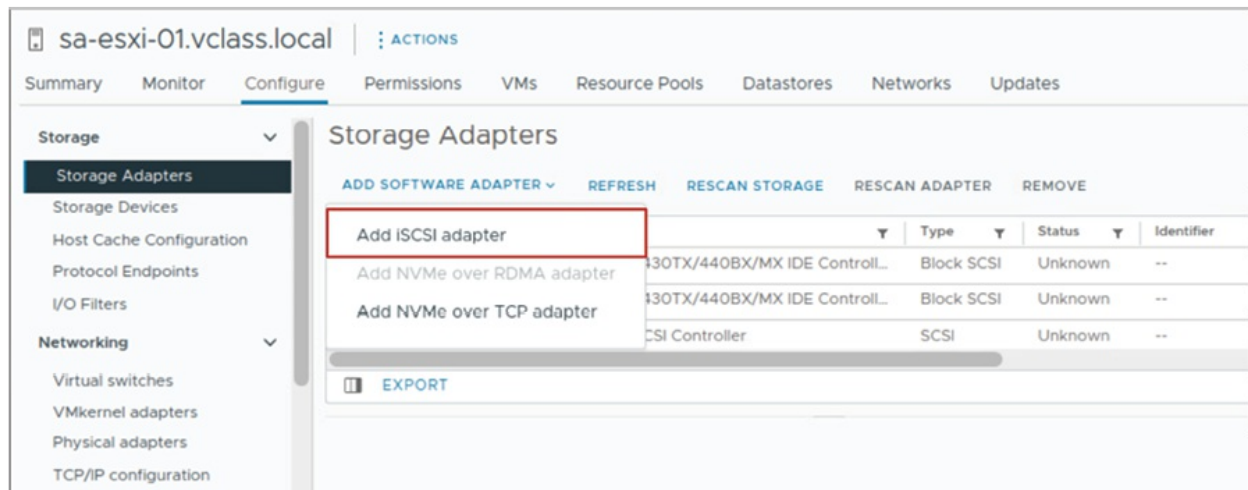 sa-esxi-01.vclass.local ACTIONS
Summary Monitor Configure Permissions VMs Resource Pools Datastores Networks Updates
Storage
Storage Adapters
Storage Devices
Host Cache Configuration
Protocol Endpoints
I/O Filters
Networking
Virtual switches
VMkernel adapters
Physical adapters
TCP/IP configuration
Storage Adapters
ADD SOFTWARE ADAPTER REFRESH RESCAN STORAGE RESCAN ADAPTER REMOVE
Add iSCSI adapter
Add NVMe over RDMA adapter
Add NVMe over TCP adapter
Type Status Identifier
430TX/440BX/MX IDE Controll... Block SCSI Unknown --
430TX/440BX/MX IDE Controll... Block SCSI Unknown --
CSI Controller SCSI Unknown --
EXPORT